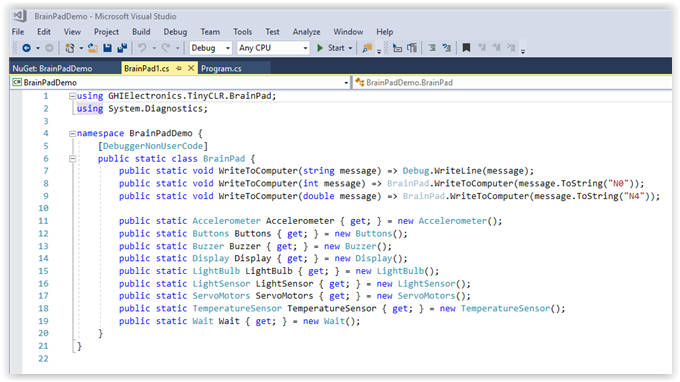 BrainPadDemo - Microsoft Visual Studio
File Edit View Project Build Debug Team Tools Test Analyze Window Help
Debug Any CPU Start
NuGet: BrainPadDemo BrainPad1.cs Program.cs
C# BrainPadDemo BrainPadDemo.BrainPad
1 using GHIElectronics.TinyCLR.BrainPad;
2 using System.Diagnostics;
3
4 namespace BrainPadDemo {
5 [DebuggerNonUserCode]
6 public static class BrainPad {
7 public static void WriteToComputer(string message) => Debug.WriteLine(message);
8 public static void WriteToComputer(int message) => BrainPad.WriteToComputer(message.ToString("N0"));
9 public static void WriteToComputer(double message) => BrainPad.WriteToComputer(message.ToString("N4"));
10
11 public static Accelerometer Accelerometer { get; } = new Accelerometer();
12 public static Buttons Buttons { get; } = new Buttons();
13 public static Buzzer Buzzer { get; } = new Buzzer();
14 public static Display Display { get; } = new Display();
15 public static LightBulb LightBulb { get; } = new LightBulb();
16 public static LightSensor LightSensor { get; } = new LightSensor();
17 public static ServoMotors ServoMotors { get; } = new ServoMotors();
18 public static TemperatureSensor TemperatureSensor { get; } = new TemperatureSensor();
19 public static Wait Wait { get; } = new Wait();
20 }
21 }
22